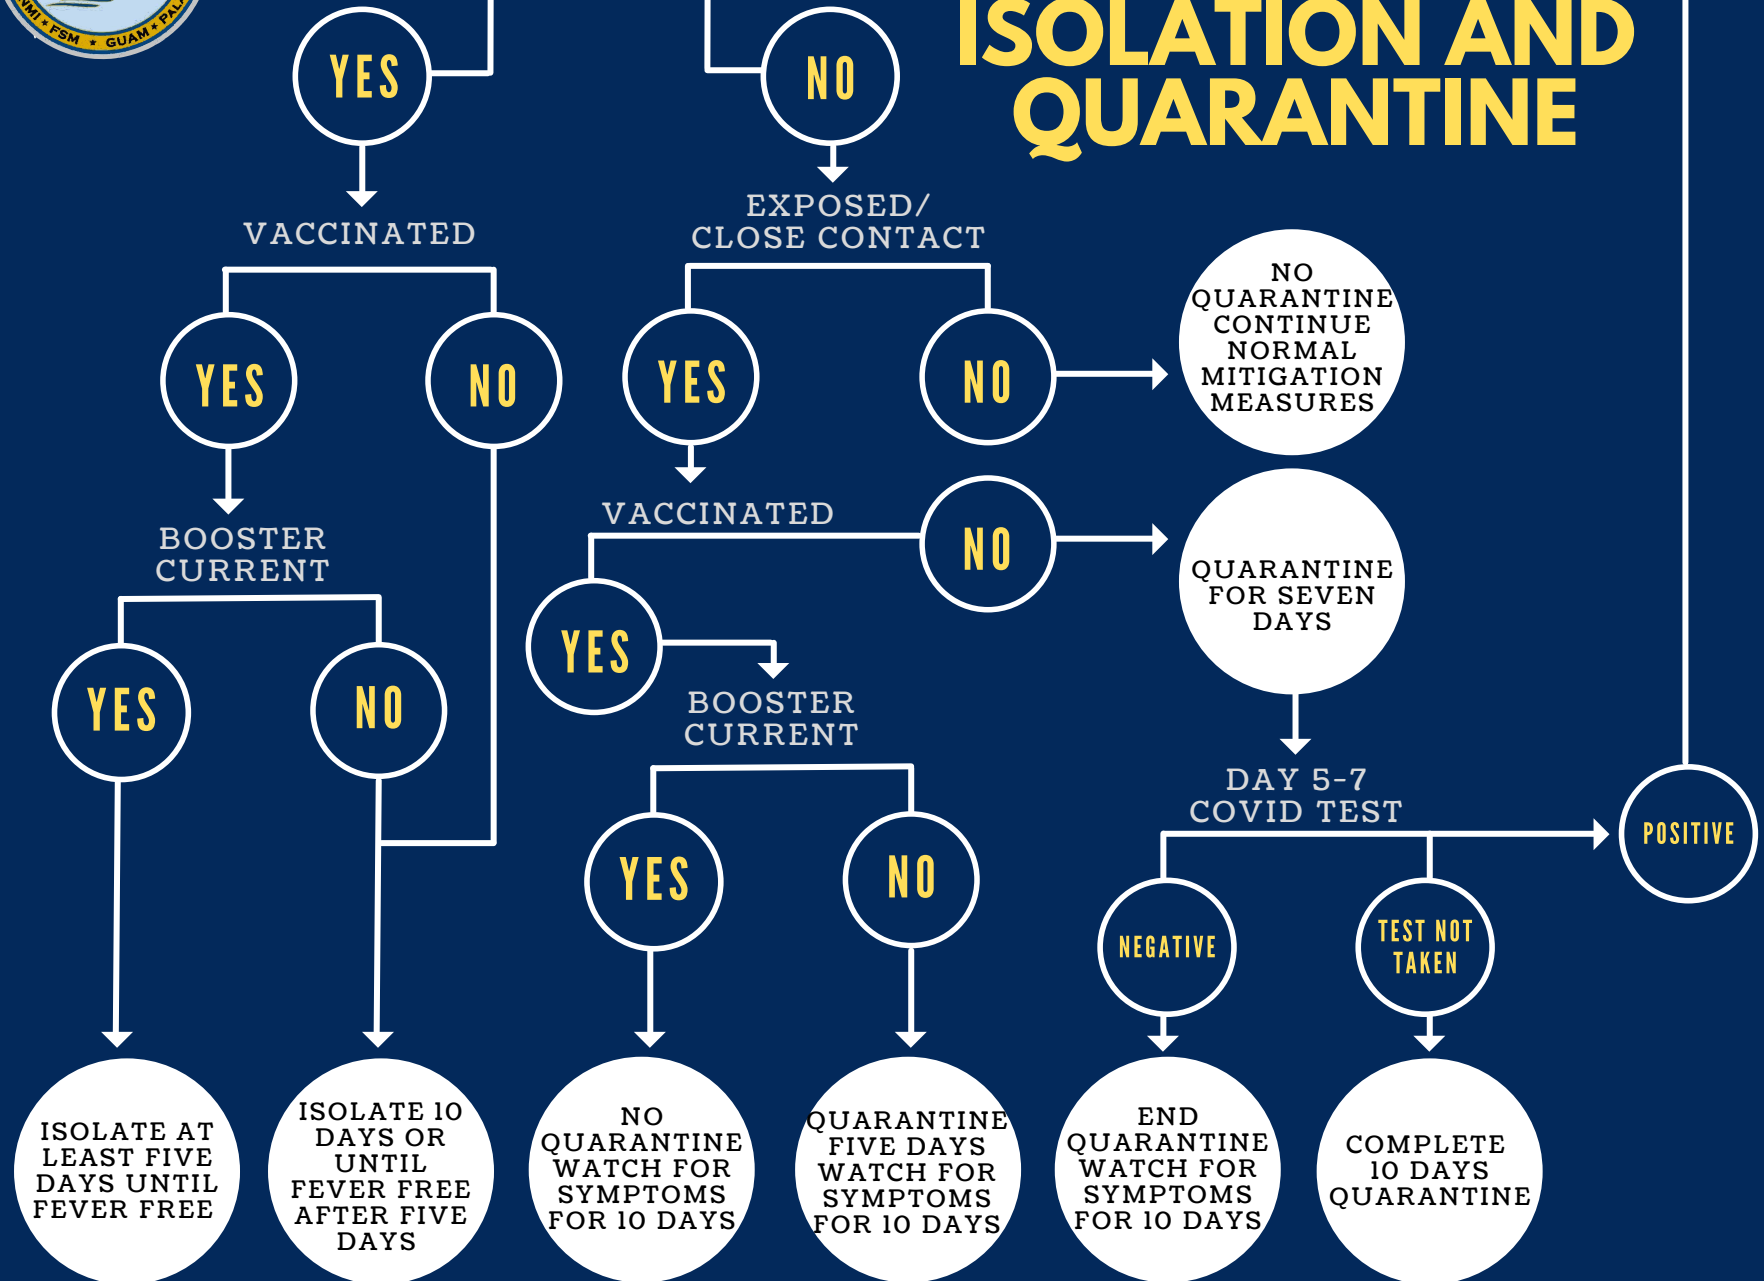 NMI ★ FSM ★ GUAM ★
ISOLATION AND
QUARANTINE
YES
NO
VACCINATED
EXPOSED/
CLOSE CONTACT
YES
NO
YES
NO
NO
QUARANTINE
CONTINUE
NORMAL
MITIGATION
MEASURES
BOOSTER
CURRENT
VACCINATED
NO
QUARANTINE
FOR SEVEN
DAYS
YES
NO
YES
BOOSTER
CURRENT
DAY 5-7
COVID TEST
POSITIVE
YES
NO
NEGATIVE
TEST NOT
TAKEN
ISOLATE AT
LEAST FIVE
DAYS UNTIL
FEVER FREE
ISOLATE 10
DAYS OR
UNTIL
FEVER FREE
AFTER FIVE
DAYS
NO
QUARANTINE
WATCH FOR
SYMPTOMS
FOR 10 DAYS
QUARANTINE
FIVE DAYS
WATCH FOR
SYMPTOMS
FOR 10 DAYS
END
QUARANTINE
WATCH FOR
SYMPTOMS
FOR 10 DAYS
COMPLETE
10 DAYS
QUARANTINE